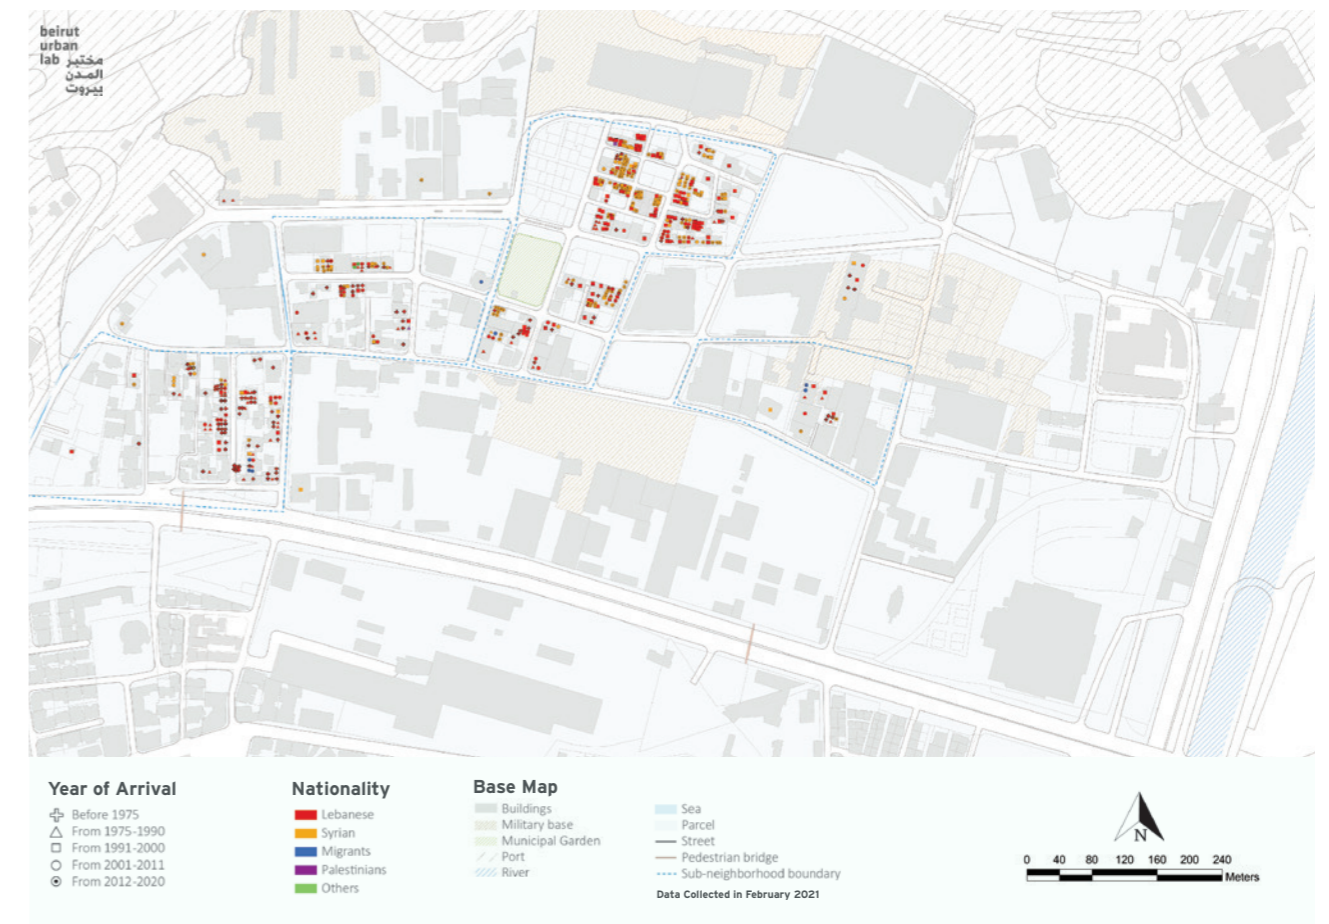 beirut
urban
lab مختبر
المدن
بيروت
Year of Arrival
Before 1975
From 1975-1990
From 1991-2000
From 2001-2011
From 2012-2020
Nationality
Lebanese
Syrian
Migrants
Palestinians
Others
Base Map
Buildings
Military base
Municipal Garden
Port
River
Sea
Parcel
Street
Pedestrian bridge
Sub-neighborhood boundary
Data Collected in February 2021
N
0 40 80 120 160 200 240
Meters